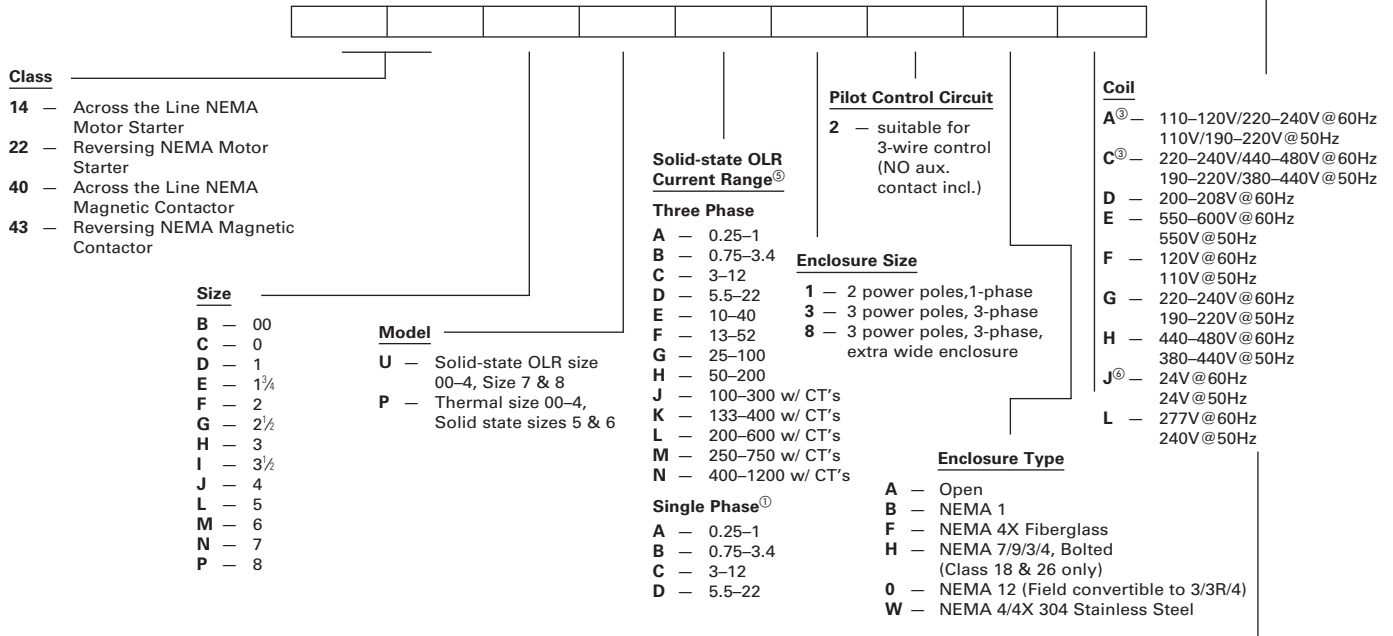 Class
14 — Across the Line NEMA
Motor Starter
22 — Reversing NEMA Motor
Starter
40 — Across the Line NEMA
Magnetic Contactor
43 — Reversing NEMA Magnetic
Contactor
Size
B — 00
C — 0
D — 1
E — 1¾
F — 2
G — 2½
H — 3
I — 3½
J — 4
L — 5
M — 6
N — 7
P — 8
Model
U — Solid-state OLR size
00–4, Size 7 & 8
P — Thermal size 00–4,
Solid state sizes 5 & 6
Solid-state OLR
Current Range⑤
Three Phase
A — 0.25–1
B — 0.75–3.4
C — 3–12
D — 5.5–22
E — 10–40
F — 13–52
G — 25–100
H — 50–200
J — 100–300 w/ CT's
K — 133–400 w/ CT's
L — 200–600 w/ CT's
M — 250–750 w/ CT's
N — 400–1200 w/ CT's
Single Phase①
A — 0.25–1
B — 0.75–3.4
C — 3–12
D — 5.5–22
Enclosure Size
1 — 2 power poles,1-phase
3 — 3 power poles, 3-phase
8 — 3 power poles, 3-phase,
extra wide enclosure
Pilot Control Circuit
2 — suitable for
3-wire control
(NO aux.
contact incl.)
Enclosure Type
A — Open
B — NEMA 1
F — NEMA 4X Fiberglass
H — NEMA 7/9/3/4, Bolted
(Class 18 & 26 only)
0 — NEMA 12 (Field convertible to 3/3R/4)
W — NEMA 4/4X 304 Stainless Steel
Coil
A③— 110–120V/220–240V@60Hz
110V/190–220V@50Hz
C③— 220–240V/440–480V@60Hz
190–220V/380–440V@50Hz
D — 200–208V@60Hz
E — 550–600V@60Hz
550V@50Hz
F — 120V@60Hz
110V@50Hz
G — 220–240V@60Hz
190–220V@50Hz
H — 440–480V@60Hz
380–440V@50Hz
J⑥ — 24V@60Hz
24V@50Hz
L — 277V@60Hz
240V@50Hz